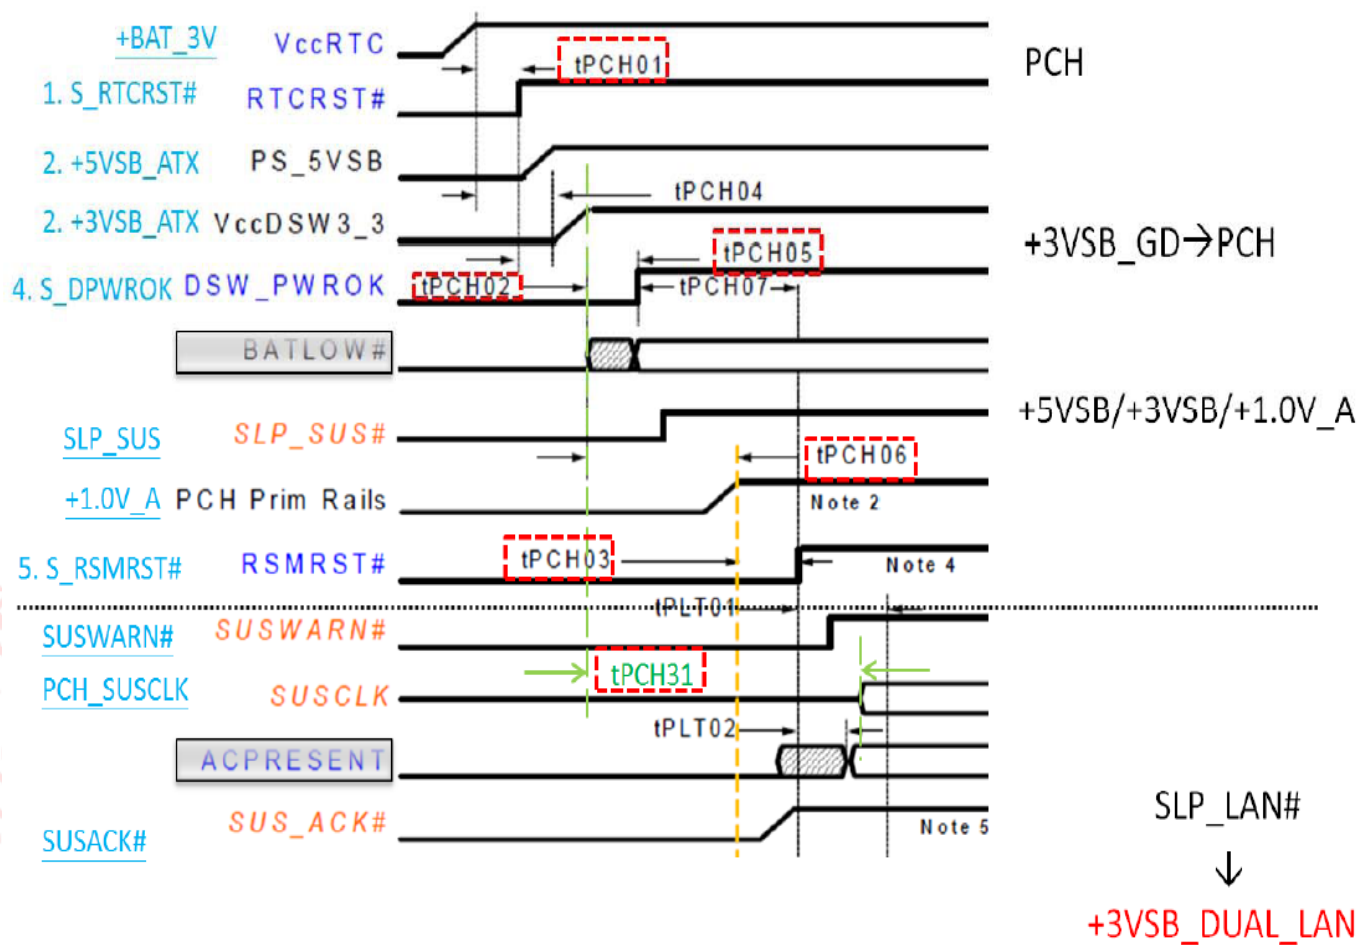 +BAT_3V VccRTC
tPCH01 PCH
1. S_RTCRST# RTCRST#
2. +5VSB_ATX PS_5VSB
tPCH04
2. +3VSB_ATX VccDSW3_3
tPCH05 +3VSB_GD→PCH
4. S_DPWROK DSW_PWROK tPCH02 tPCH07
BATLOW#
+5VSB/+3VSB/+1.0V_A
SLP_SUS SLP_SUS#
tPCH06
+1.0V_A PCH Prim Rails Note 2
5. S_RSMRST# RSMRST# tPCH03 Note 4
tPLT01
SUSWARN# SUSWARN#
tPCH31
PCH_SUSCLK SUSCLK
tPLT02
ACPRESENT
SLP_LAN#
SUSACK# SUS_ACK# Note 5
↓
+3VSB_DUAL_LAN